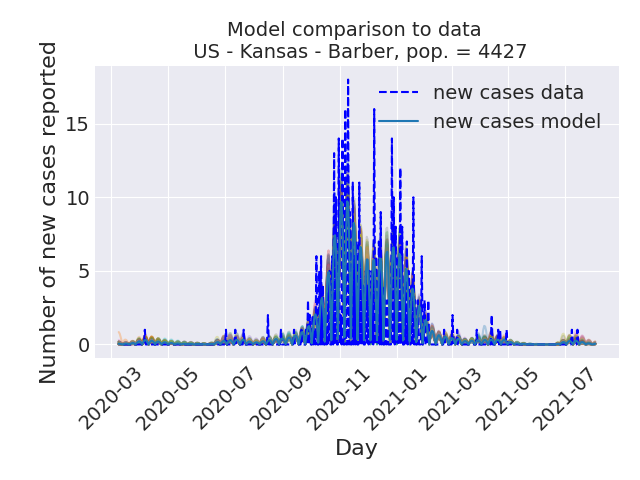 Model comparison to data
US - Kansas - Barber, pop. = 4427
Number of new cases reported
15
10
5
0
new cases data
new cases model
2020-03
2020-05
2020-07
2020-09
2020-11
2021-01
2021-03
2021-05
2021-07
Day